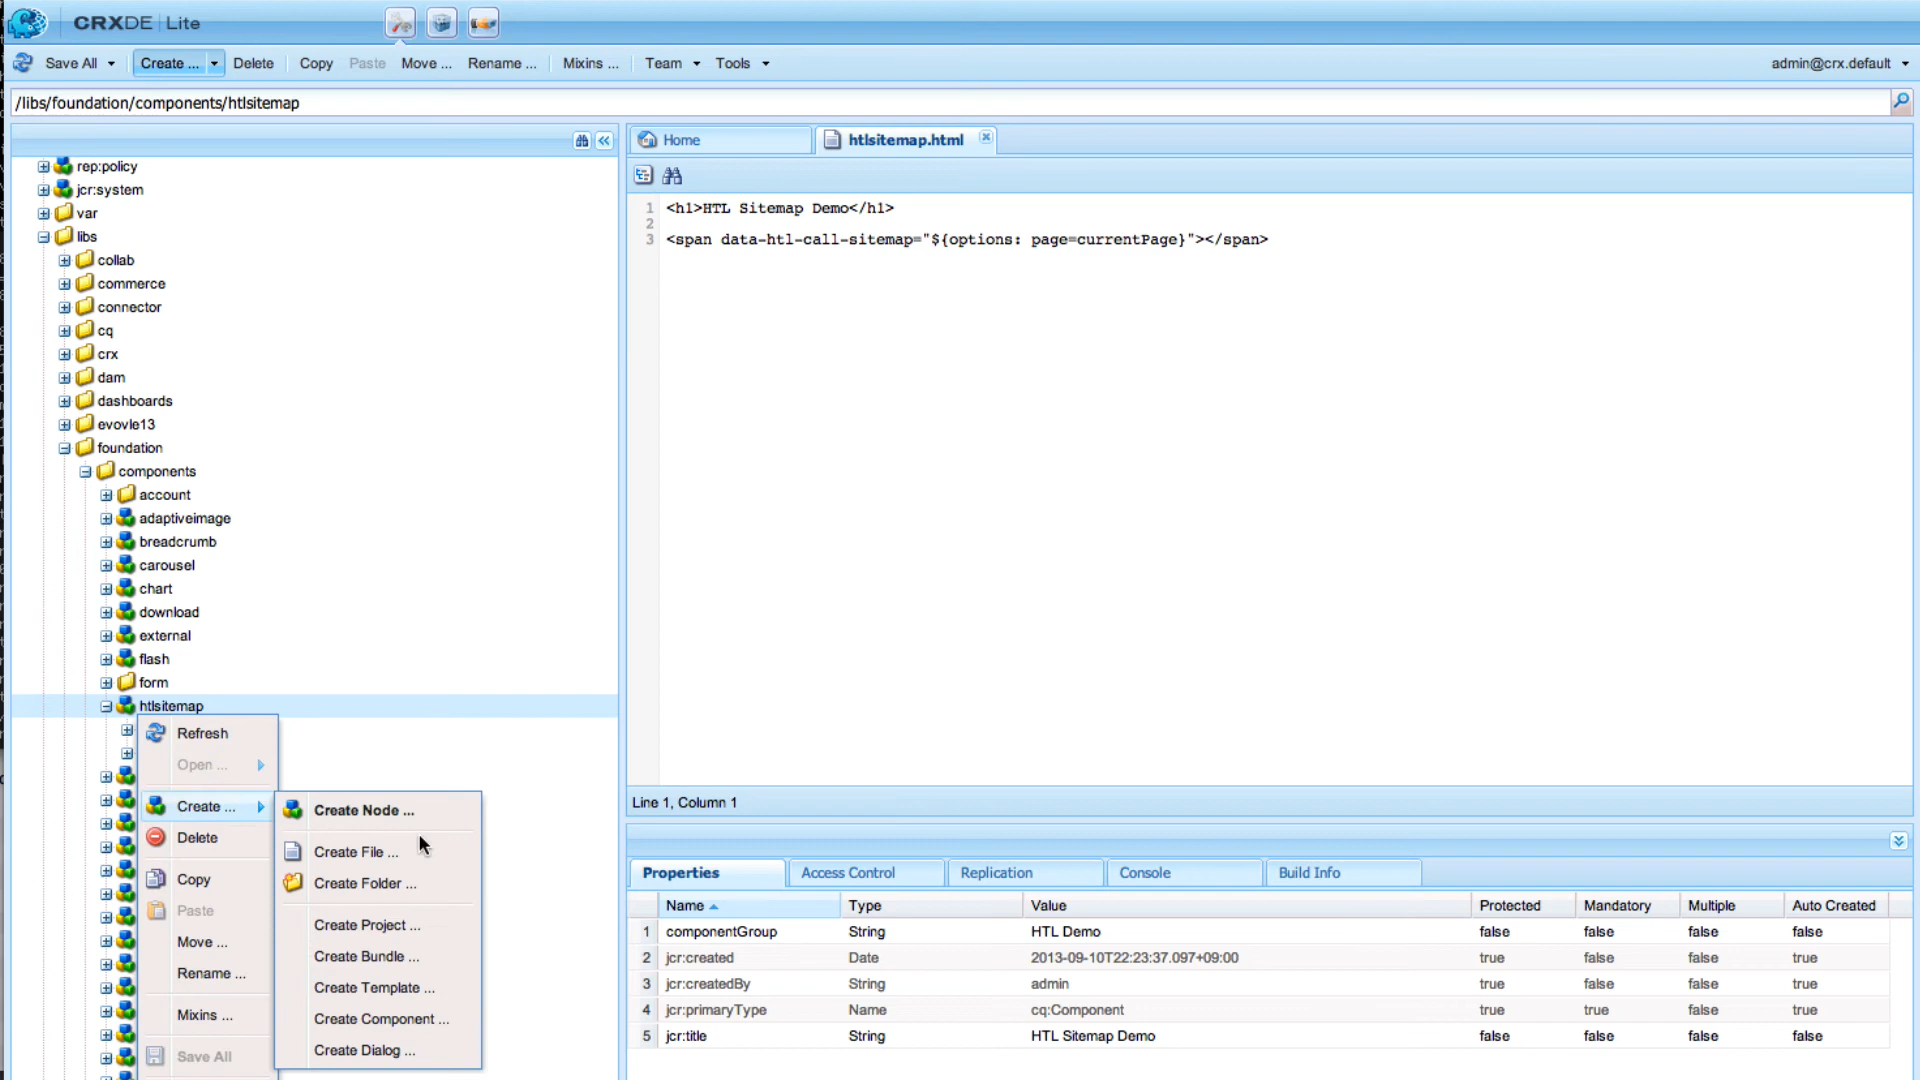 CRXDE | Lite
Save All Create ... Delete Copy Paste Move ... Rename ... Mixins ... Team Tools admin@crx.default
/libs/foundation/components/htlsitemap
rep:policy
jcr:system
var
libs
collab
commerce
connector
cq
crx
dam
dashboards
evovle13
foundation
components
account
adaptiveimage
breadcrumb
carousel
chart
download
external
flash
form
htlsitemap
Refresh
Open ...
Create ...
Delete
Copy
Paste
Move ...
Rename ...
Mixins ...
Save All
Create Node ...
Create File ...
Create Folder ...
Create Project ...
Create Bundle ...
Create Template ...
Create Component ...
Create Dialog ...
Home htlsitemap.html
1 <h1>HTL Sitemap Demo</h1>
2
3 <span data-htl-call-sitemap="${options: page=currentPage}"></span>
Line 1, Column 1
Properties Access Control Replication Console Build Info
Name Type Value Protected Mandatory Multiple Auto Created
1 componentGroup String HTL Demo false false false false
2 jcr:created Date 2013-09-10T22:23:37.097+09:00 true false false true
3 jcr:createdBy String admin true false false true
4 jcr:primaryType Name cq:Component true true false true
5 jcr:title String HTL Sitemap Demo false false false false